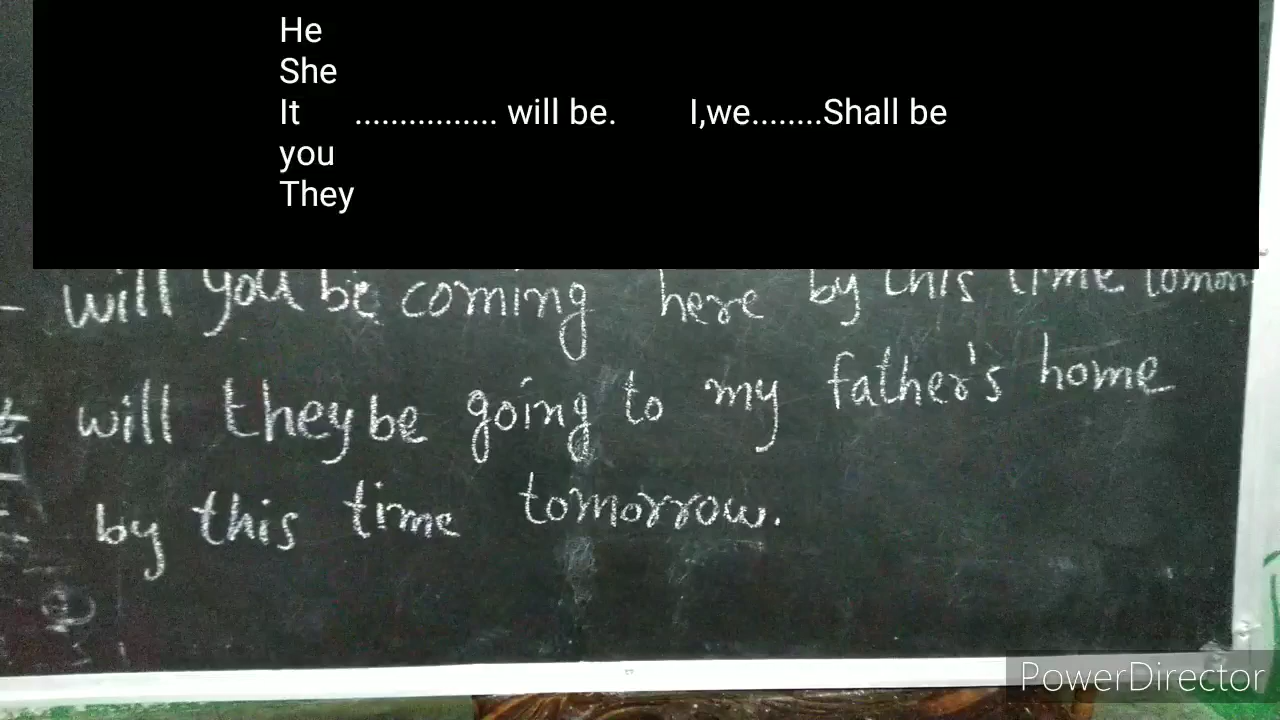 He
She
It ................ will be. I,we........Shall be
you
They
will you be coming here by this time
will they be going to my father's home
by this time tomorrow.
PowerDirector